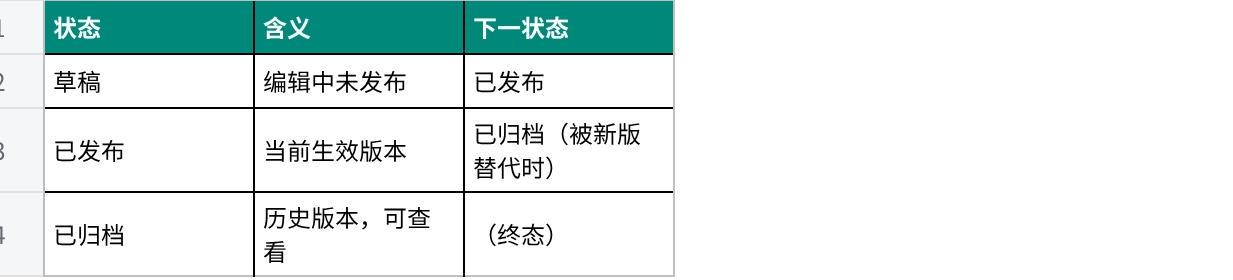 1 状态 含义 下一状态
2 草稿 编辑中未发布 已发布
3 已发布 当前生效版本 已归档（被新版
替代时）
4 已归档 历史版本，可查
看 （终态）